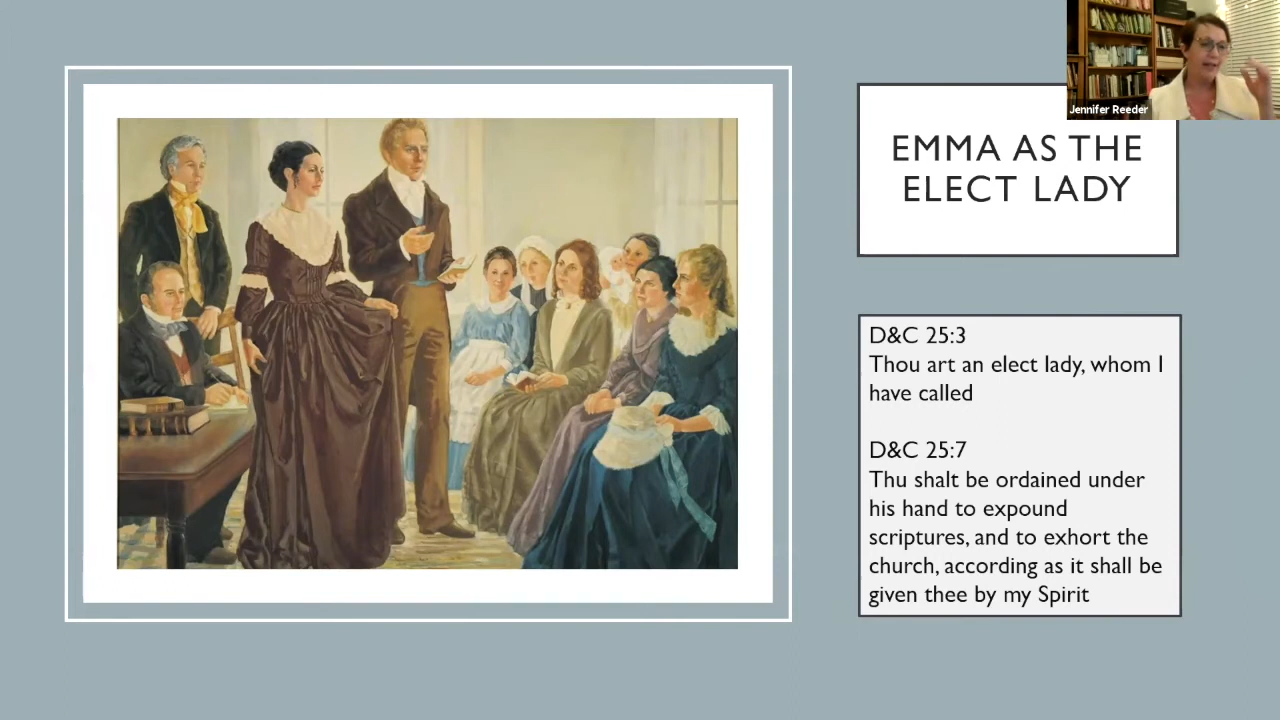 Jennifer Reeder
EMMA AS THE
ELECT LADY
D&C 25:3
Thou art an elect lady, whom I
have called
D&C 25:7
Thu shalt be ordained under
his hand to expound
scriptures, and to exhort the
church, according as it shall be
given thee by my Spirit